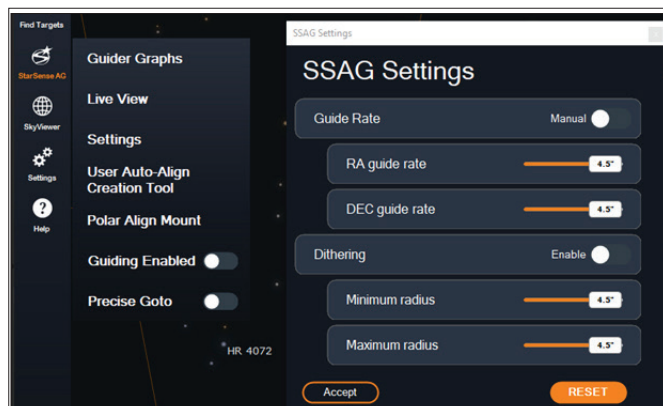 Find Targets
StarSense AG
SkyViewer
Settings
?
Help
Guider Graphs
Live View
Settings
User Auto-Align
Creation Tool
Polar Align Mount
Guiding Enabled
Precise Goto
HR 4072
SSAG Settings
x
SSAG Settings
Guide Rate Manual
RA guide rate 4.5"
DEC guide rate 4.5"
Dithering Enable
Minimum radius 4.5"
Maximum radius 4.5"
Accept RESET